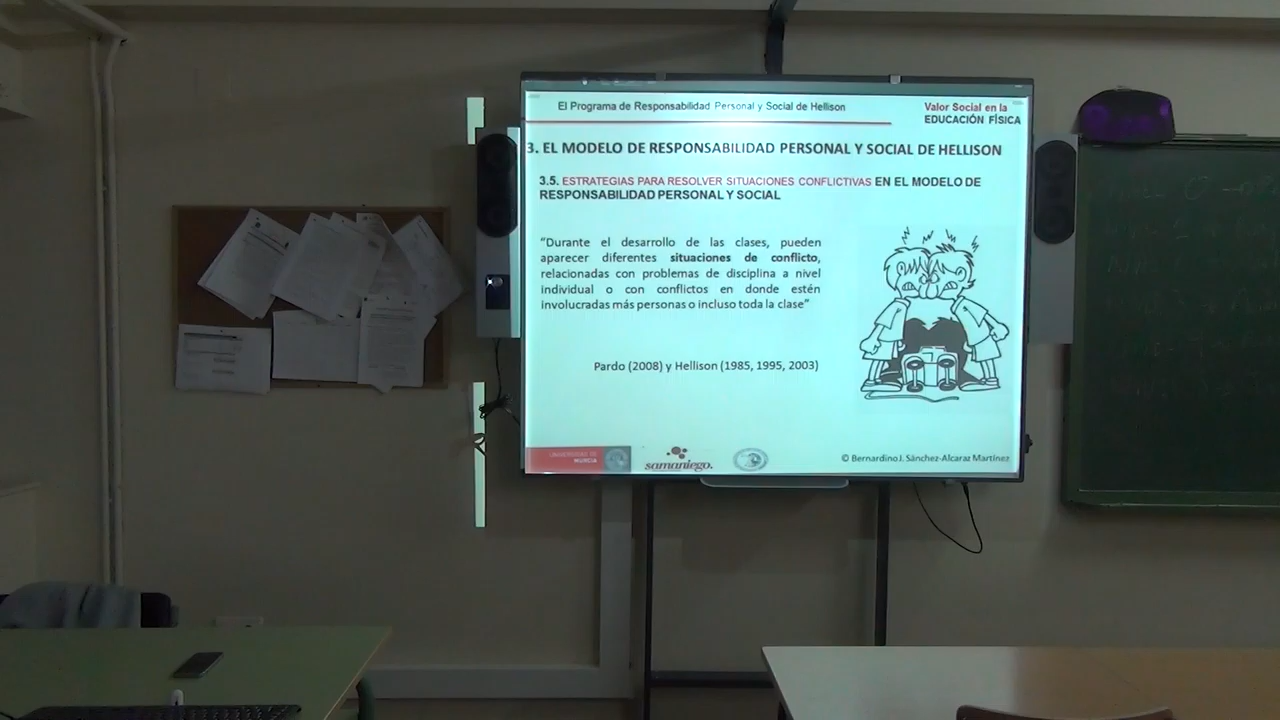 El Programa de Responsabilidad Personal y Social de Hellison
Valor Social en la
EDUCACIÓN FÍSICA
3. EL MODELO DE RESPONSABILIDAD PERSONAL Y SOCIAL DE HELLISON
3.5. ESTRATEGIAS PARA RESOLVER SITUACIONES CONFLICTIVAS EN EL MODELO DE
RESPONSABILIDAD PERSONAL Y SOCIAL
“Durante el desarrollo de las clases, pueden
aparecer diferentes situaciones de conflicto,
relacionadas con problemas de disciplina a nivel
individual o con conflictos en donde estén
involucradas más personas o incluso toda la clase”
Pardo (2008) y Hellison (1985, 1995, 2003)
UNIVERSIDAD DE
MURCIA
samaniego.
© Bernardino J. Sánchez-Alcaraz Martínez